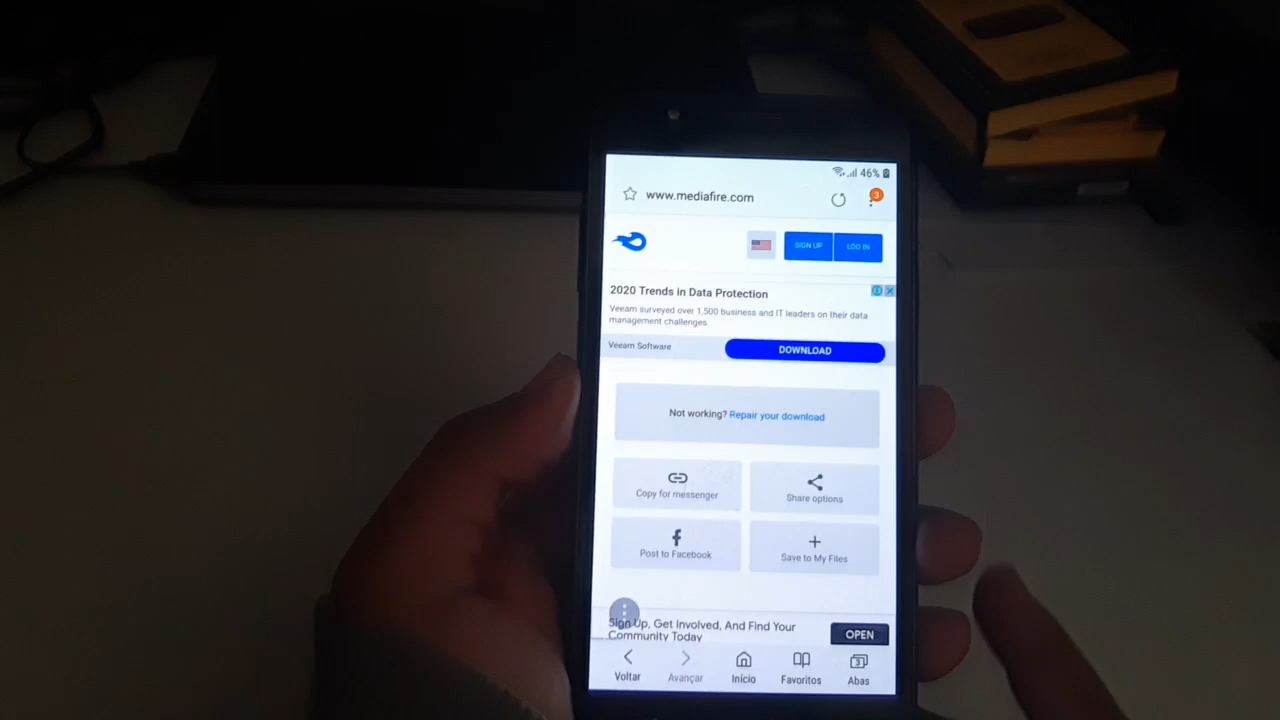 46%
www.mediafire.com
3
SIGN UP
LOG IN
2020 Trends in Data Protection
Veeam surveyed over 1,500 business and IT leaders on their data
management challenges
Veeam Software
DOWNLOAD
Not working? Repair your download
Copy for messenger
Share options
Post to Facebook
Save to My Files
Sign Up, Get Involved, And Find Your
Community Today
OPEN
Voltar
Avançar
Início
Favoritos
3
Abas